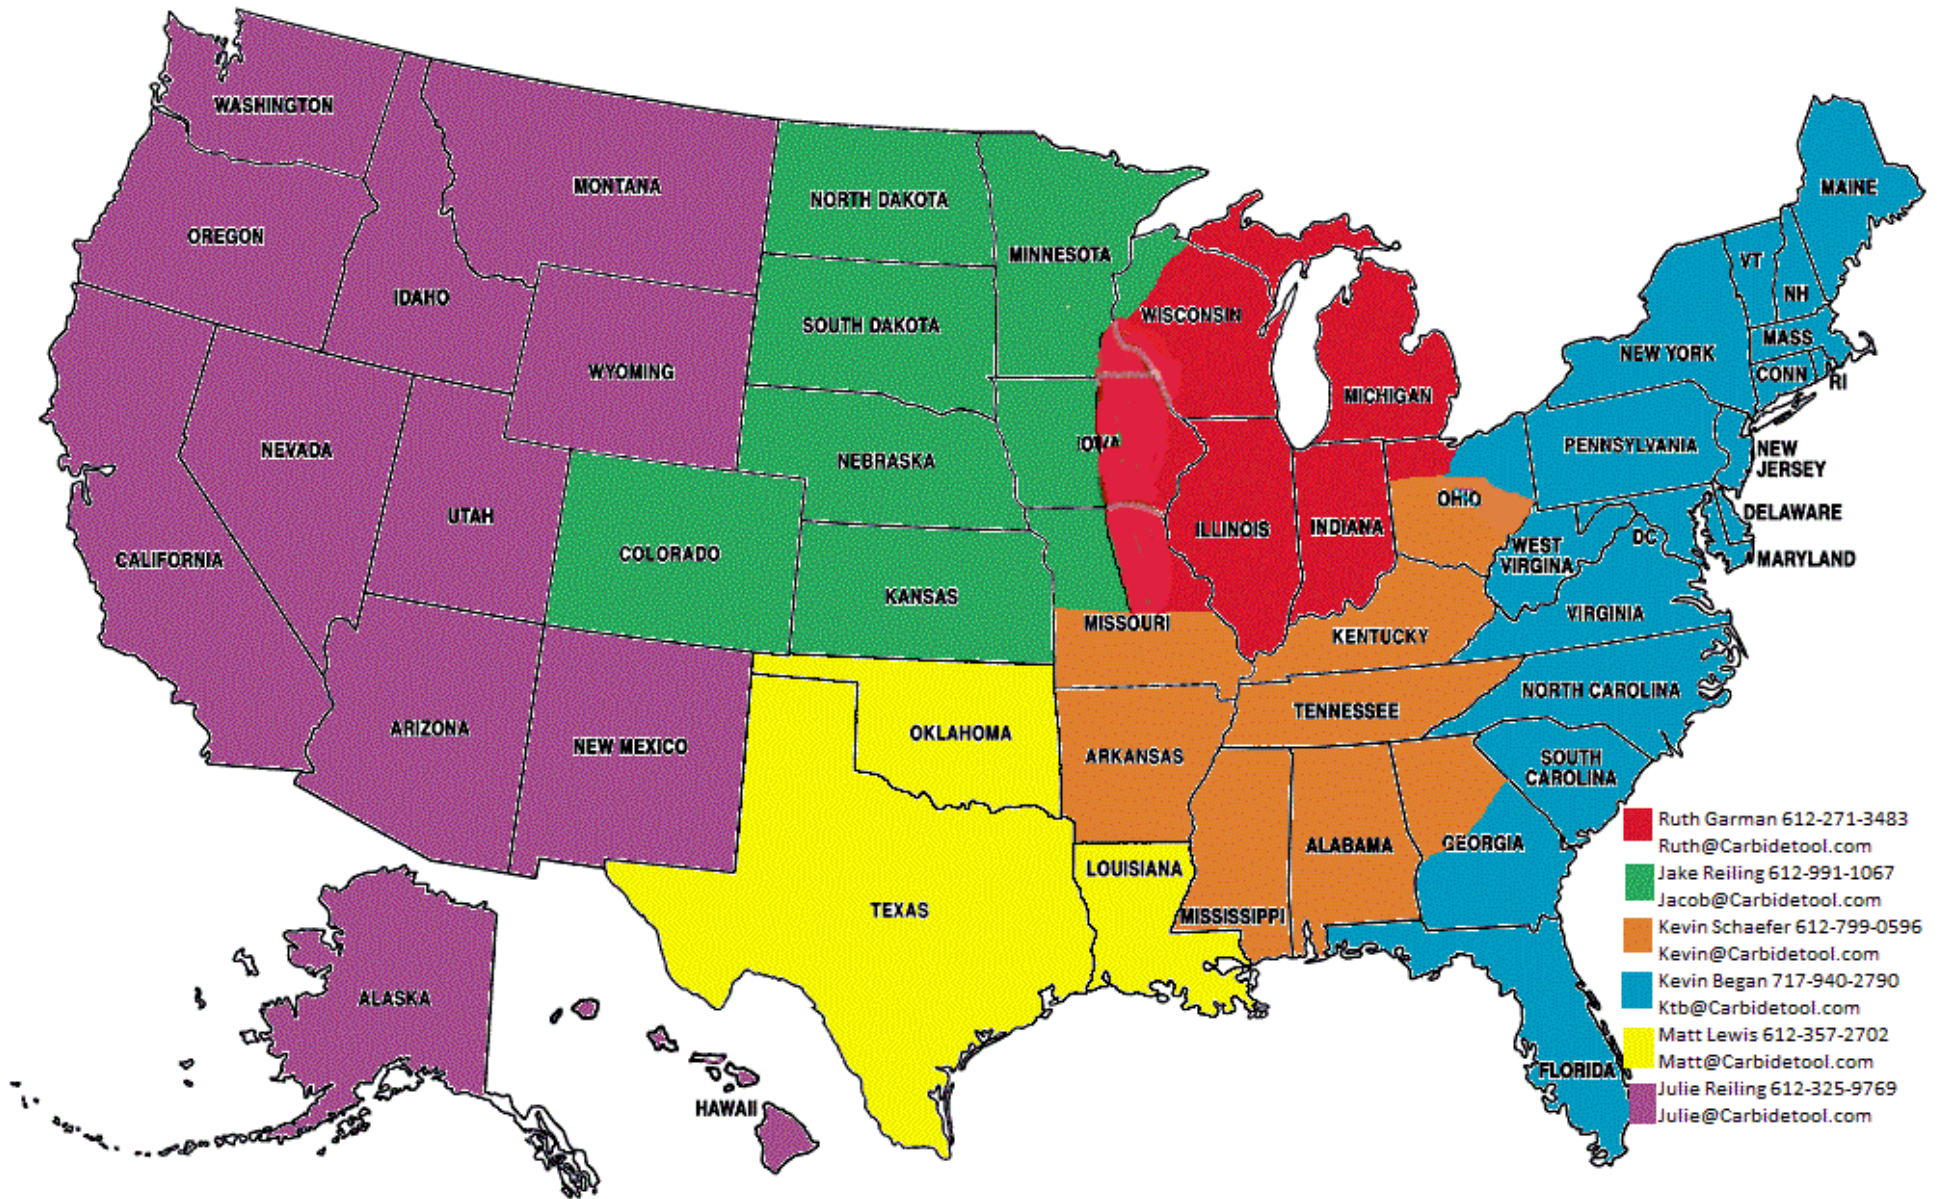 WASHINGTON
MONTANA
NORTH DAKOTA
MINNESOTA
MAINE
OREGON
IDAHO
SOUTH DAKOTA
WISCONSIN
VT
NH
MASS
NEW YORK
CONN
RI
WYOMING
MICHIGAN
NEVADA
NEBRASKA
IOWA
PENNSYLVANIA
NEW
JERSEY
UTAH
COLORADO
ILLINOIS
INDIANA
OHIO
DELAWARE
CALIFORNIA
KANSAS
WEST
VIRGINA
DC
MARYLAND
MISSOURI
KENTUCKY
VIRGINIA
ARIZONA
NEW MEXICO
OKLAHOMA
ARKANSAS
TENNESSEE
NORTH CAROLINA
SOUTH
CAROLINA
TEXAS
LOUISIANA
MISSISSIPPI
ALABAMA
GEORGIA
ALASKA
HAWAII
FLORIDA
Ruth Garman 612-271-3483
Ruth@Carbidetool.com
Jake Reiling 612-991-1067
Jacob@Carbidetool.com
Kevin Schaefer 612-799-0596
Kevin@Carbidetool.com
Kevin Began 717-940-2790
Ktb@Carbidetool.com
Matt Lewis 612-357-2702
Matt@Carbidetool.com
Julie Reiling 612-325-9769
Julie@Carbidetool.com